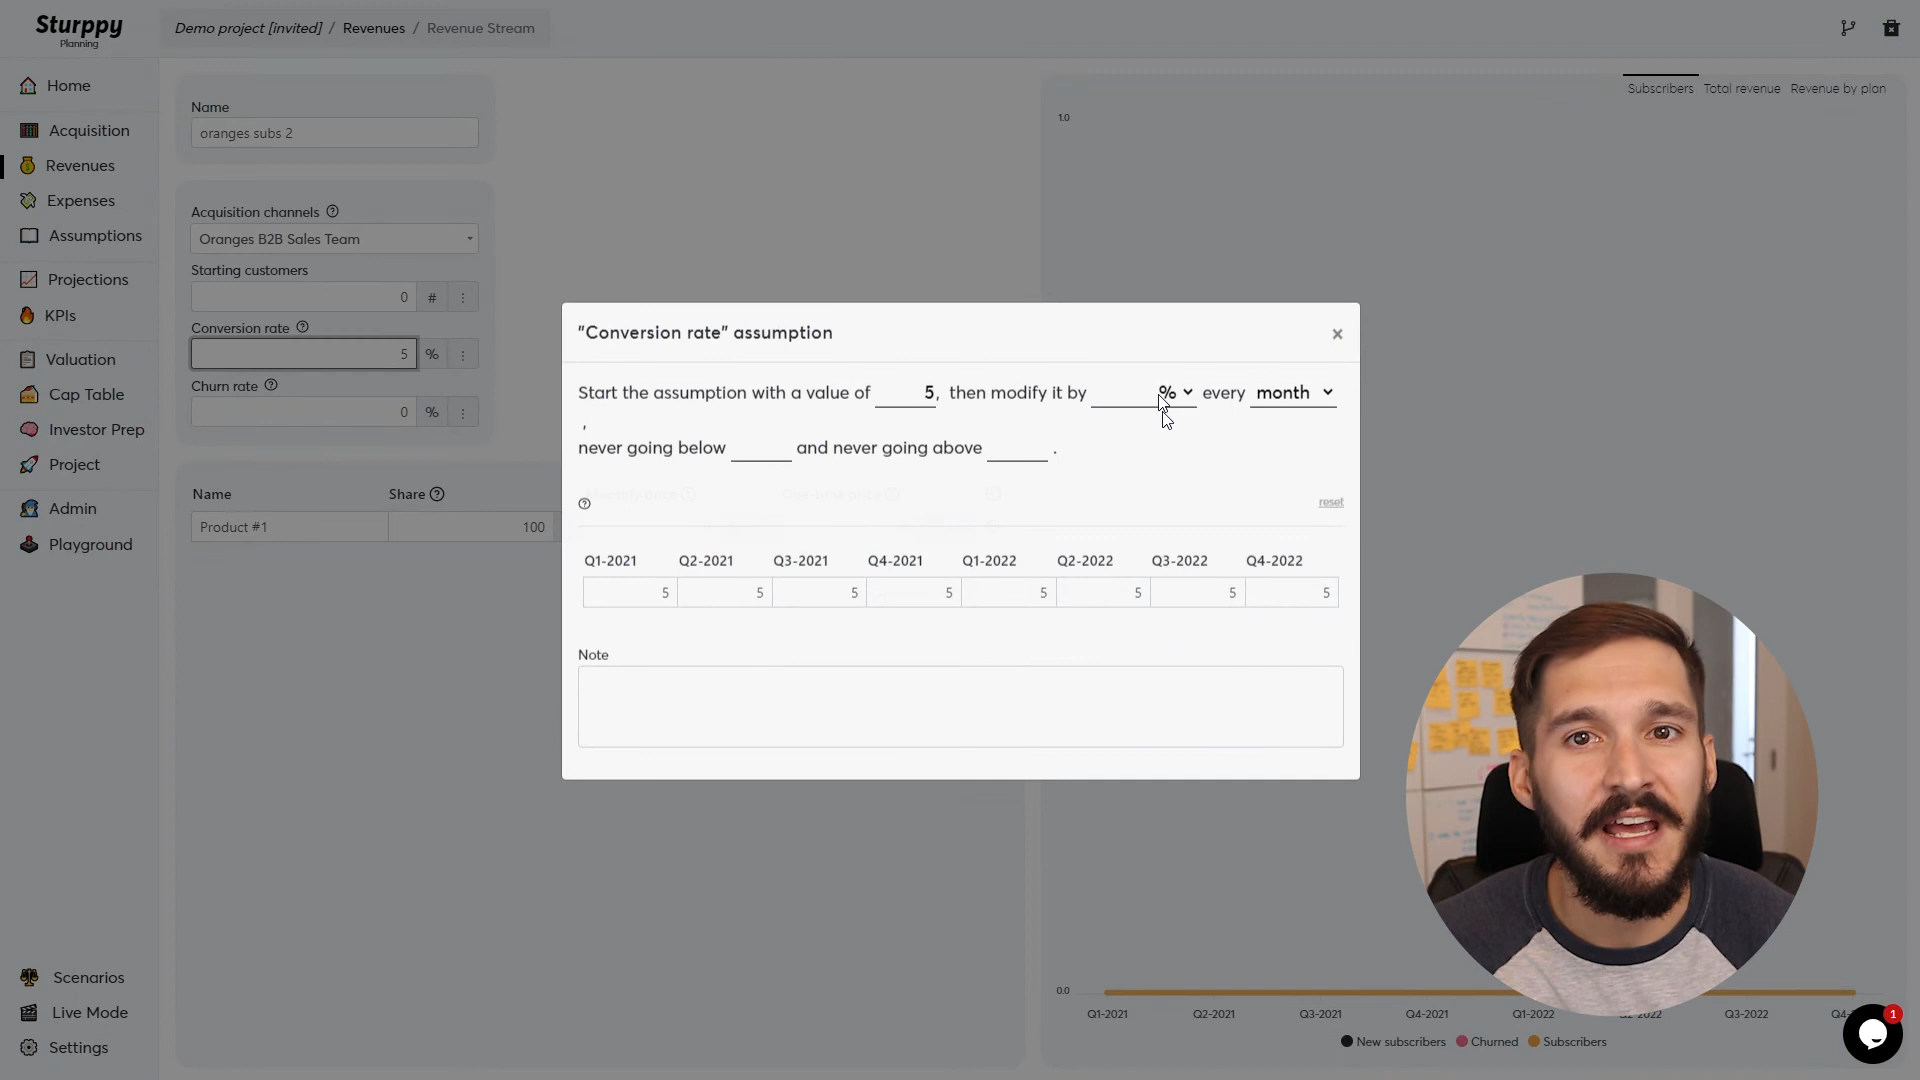 Sturppy
Planning
Demo project [invited] / Revenues / Revenue Stream
Home
Acquisition
Revenues
Expenses
Assumptions
Projections
KPIs
Valuation
Cap Table
Investor Prep
Project
Admin
Playground
Scenarios
Live Mode
Settings
Name
oranges subs 2
Acquisition channels ?
Oranges B2B Sales Team
Starting customers
0 #
Conversion rate ?
5 %
Churn rate ?
0 %
Name Share ?
Product #1 100
"Conversion rate" assumption ×
Start the assumption with a value of 5, then modify it by % every month
,
never going below and never going above .
? reset
Q1-2021 Q2-2021 Q3-2021 Q4-2021 Q1-2022 Q2-2022 Q3-2022 Q4-2022
5 5 5 5 5 5 5 5
Note
Subscribers Total revenue Revenue by plan
1.0
0.0
Q1-2021 Q2-2021 Q3-2021 Q4-2021 Q1-2022 Q2-2022 Q3-2022 Q4-
New subscribers Churned Subscribers
1